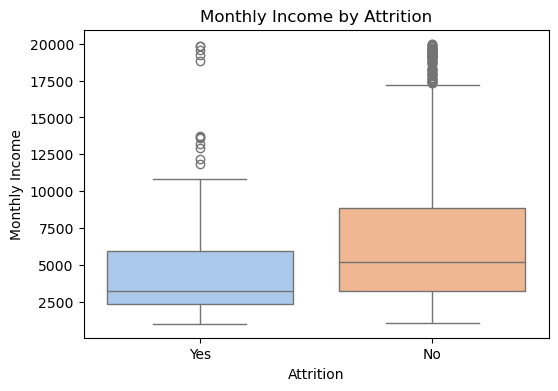 Monthly Income by Attrition
Monthly Income
20000
17500
15000
12500
10000
7500
5000
2500
Yes
No
Attrition